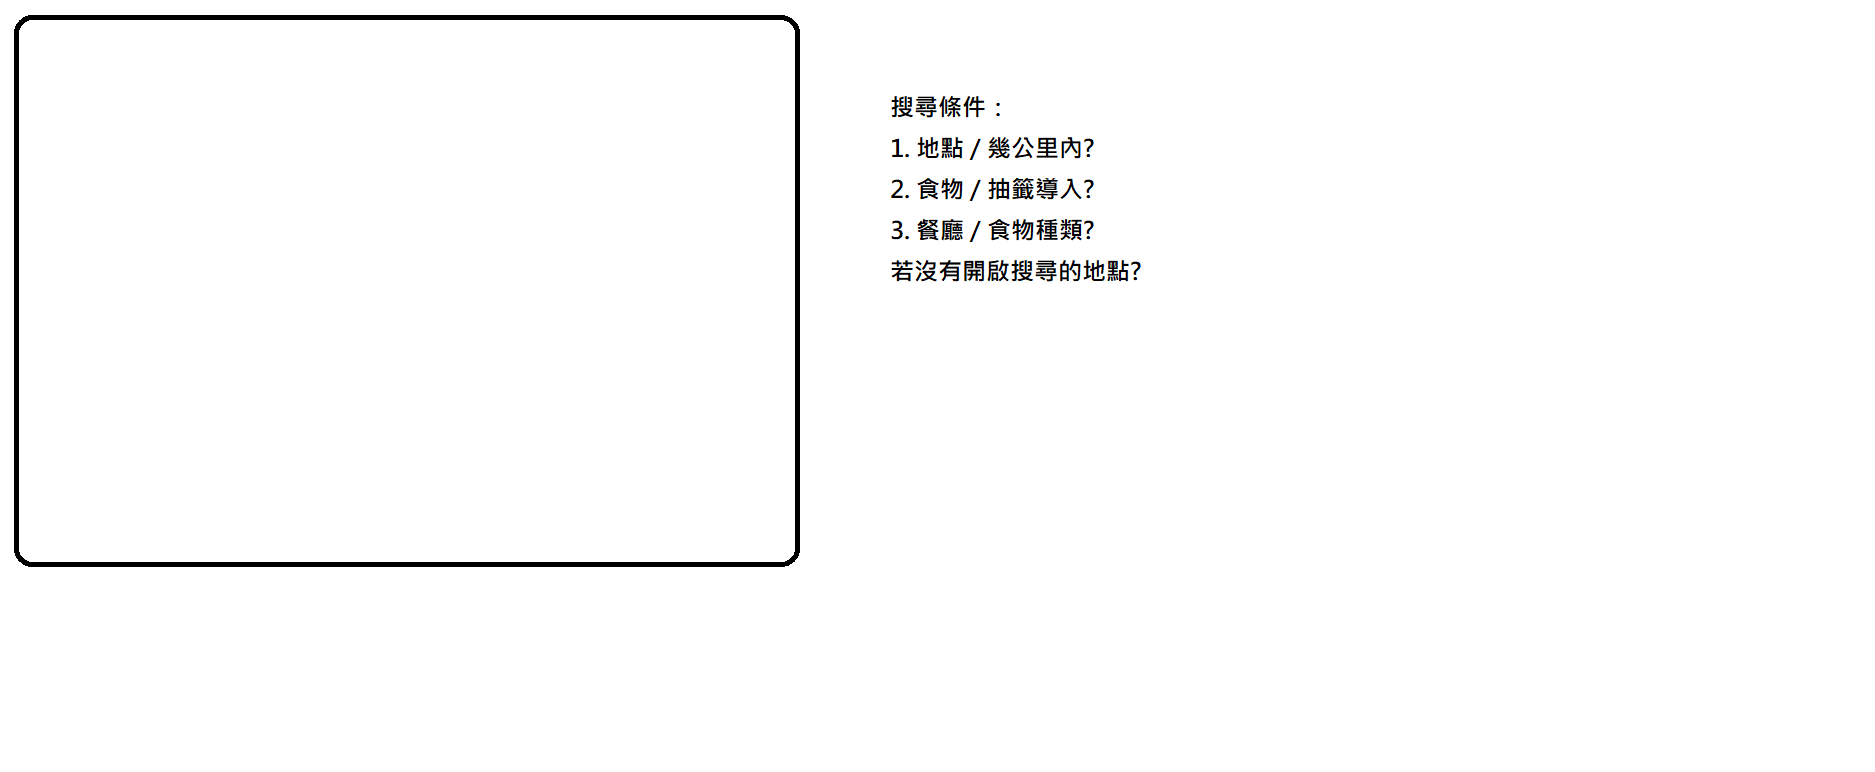 搜尋條件：
1. 地點 / 幾公里內?
2. 食物 / 抽籤導入?
3. 餐廳 / 食物種類?
若沒有開啟搜尋的地點?